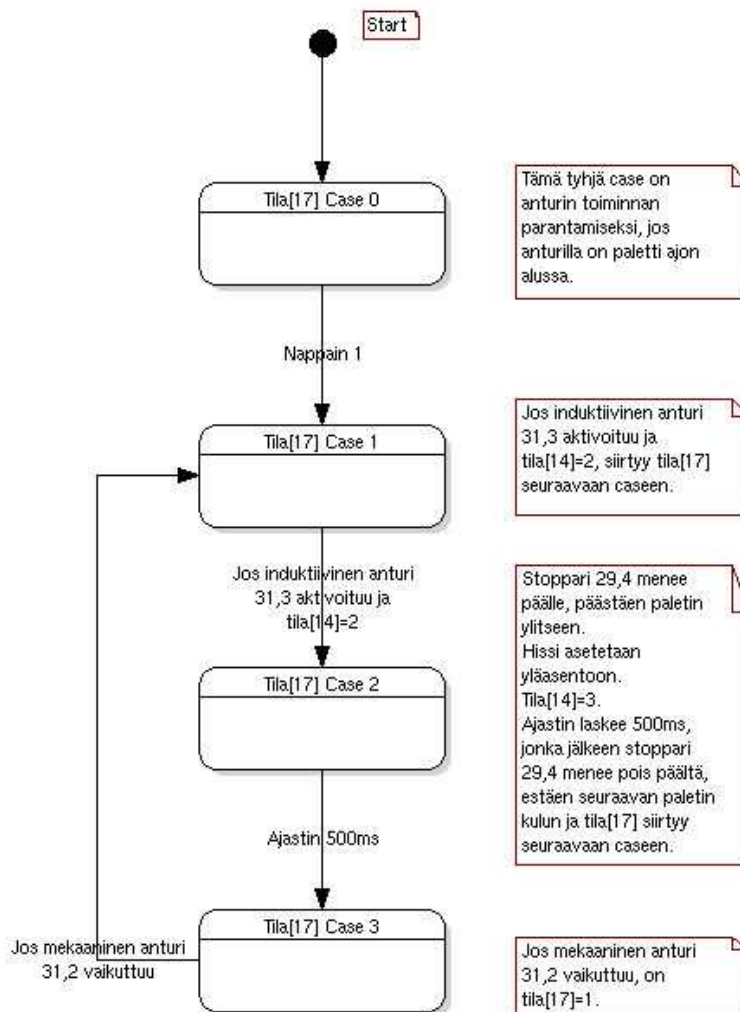 Start
Tila[17] Case 0
Tämä tyhjä case on
anturin toiminnan
parantamiseksi, jos
anturilla on paletti ajon
alussa.
Nappain 1
Tila[17] Case 1
Jos induktiivinen anturi
31,3 aktivoituu ja
tila[14]=2, siirtyy tila[17]
seuraavaan caseen.
Jos induktiivinen anturi
31,3 aktivoituu ja
tila[14]=2
Tila[17] Case 2
Stoppari 29,4 menee
päälle, päästäen paletin
ylitseen.
Hissi asetetaan
yläasentoon.
Tila[14]=3.
Ajastin laskee 500ms,
jonka jälkeen stoppari
29,4 menee pois päältä,
estäen seuraavan paletin
kulun ja tila[17] siirtyy
seuraavaan caseen.
Ajastin 500ms
Tila[17] Case 3
Jos mekaaninen anturi
31,2 vaikuttuu
Jos mekaaninen anturi
31,2 vaikuttuu, on
tila[17]=1.